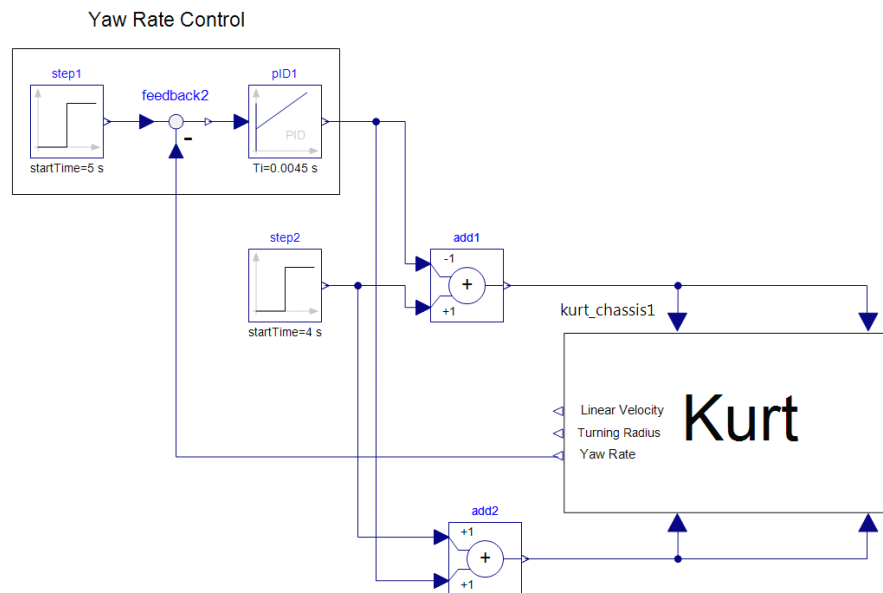 Yaw Rate Control
step1
pID1
feedback2
-
PID
startTime=5 s
Ti=0.0045 s
step2
add1
-1
+
+1
startTime=4 s
kurt_chassis1
Linear Velocity
Turning Radius
Yaw Rate
Kurt
add2
+1
+
+1